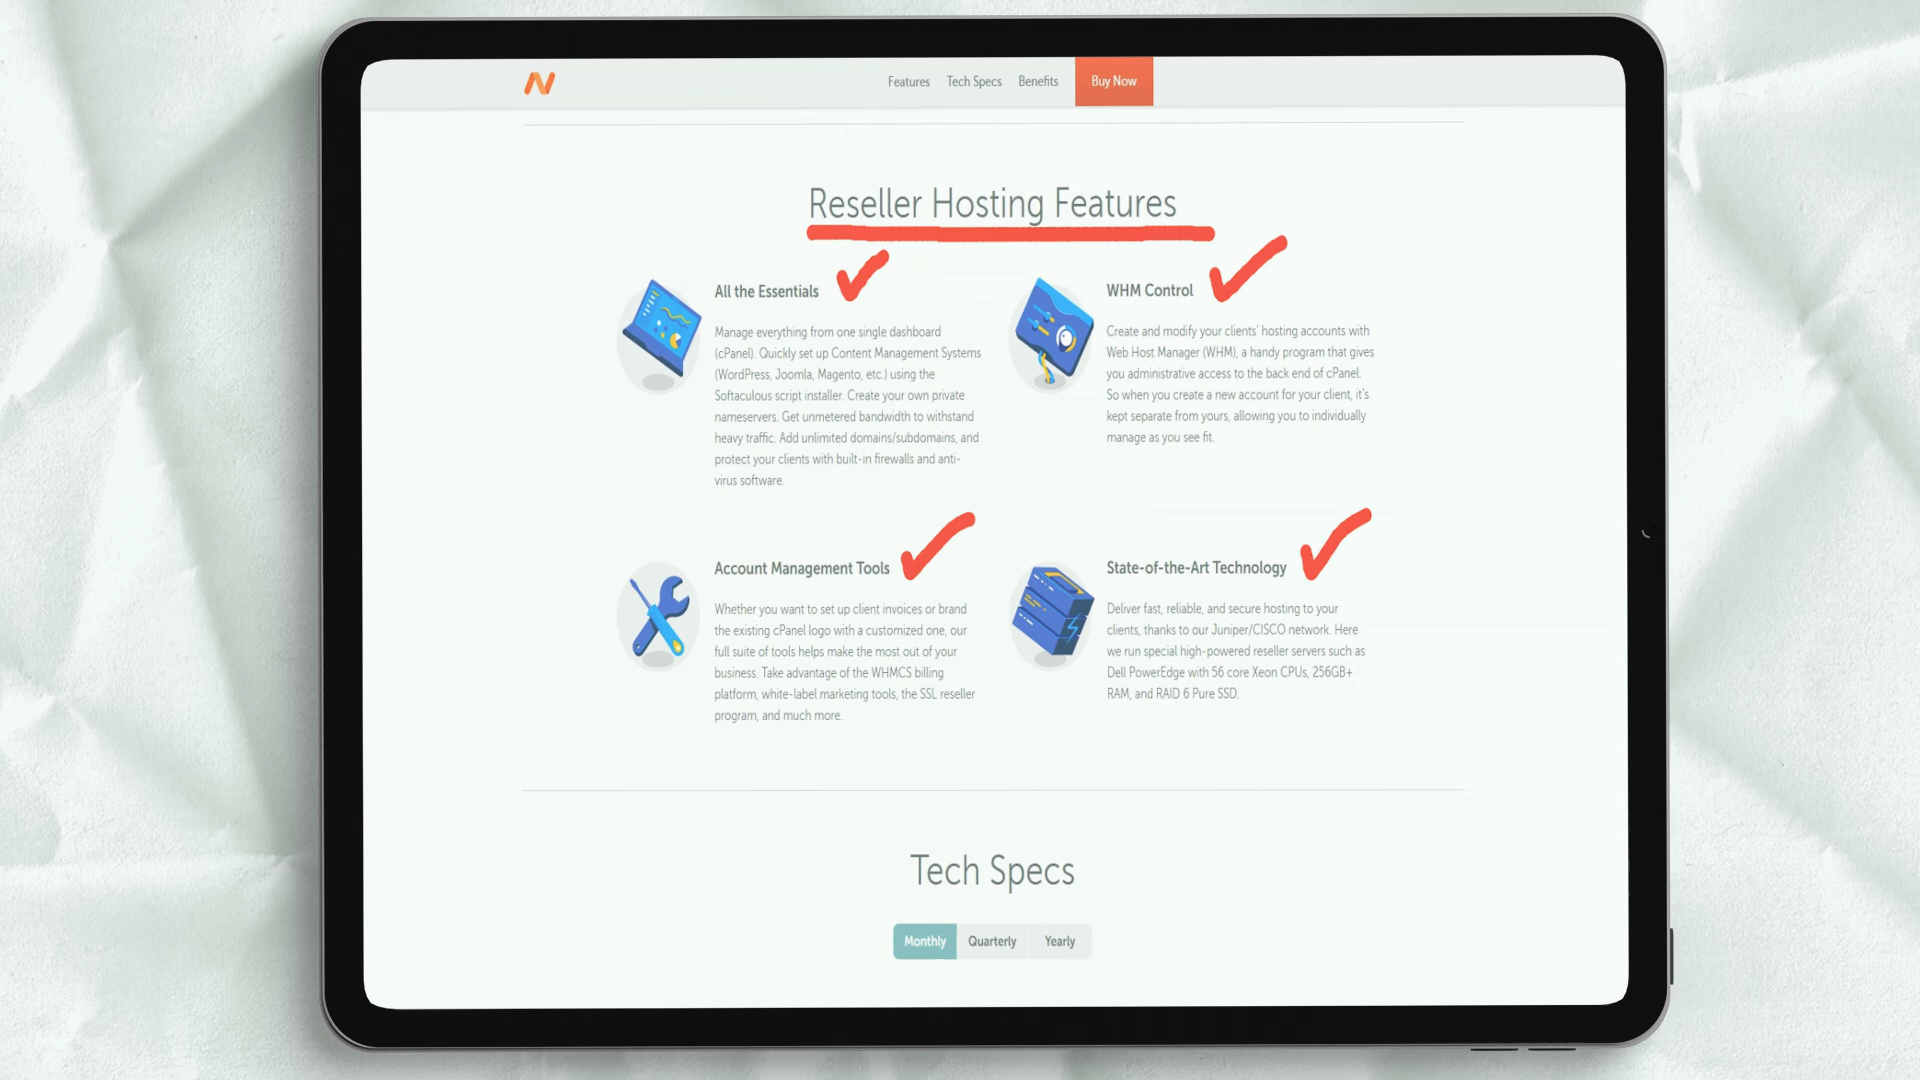 Features Tech Specs Benefits Buy Now
Reseller Hosting Features
All the Essentials
Manage everything from one single dashboard
(cPanel). Quickly set up Content Management Systems
(WordPress, Joomla, Magento, etc.) using the
Softaculous script installer. Create your own private
nameservers. Get unmetered bandwidth to withstand
heavy traffic. Add unlimited domains/subdomains, and
protect your clients with built-in firewalls and anti-
virus software.
WHM Control
Create and modify your clients' hosting accounts with
Web Host Manager (WHM), a handy program that gives
you administrative access to the back end of cPanel.
So when you create a new account for your client, it's
kept separate from yours, allowing you to individually
manage as you see fit.
Account Management Tools
Whether you want to set up client invoices or brand
the existing cPanel logo with a customized one, our
full suite of tools helps make the most out of your
business. Take advantage of the WHMCS billing
platform, white-label marketing tools, the SSL reseller
program, and much more.
State-of-the-Art Technology
Deliver fast, reliable, and secure hosting to your
clients, thanks to our Juniper/CISCO network. Here
we run special high-powered reseller servers such as
Dell PowerEdge with 56 core Xeon CPUs, 256GB+
RAM, and RAID 6 Pure SSD.
Tech Specs
Monthly Quarterly Yearly